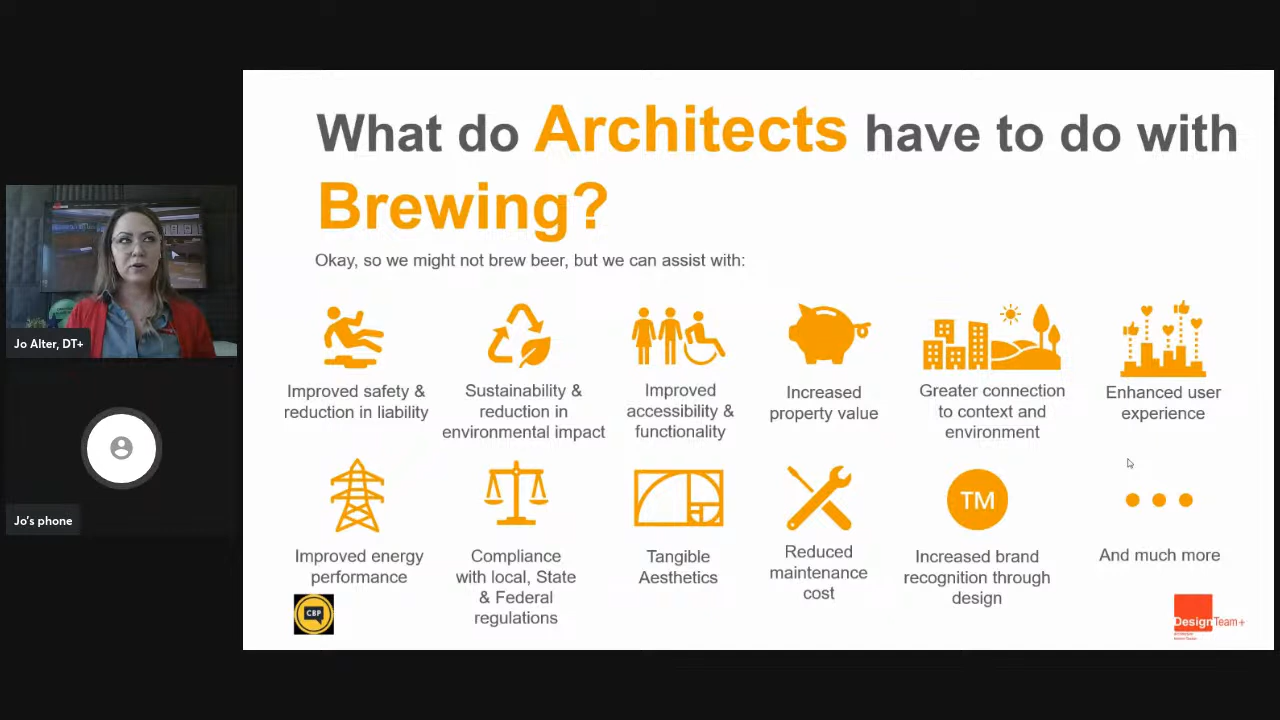 What do Architects have to do with
Brewing?
Okay, so we might not brew beer, but we can assist with:
Improved safety &
reduction in liability
Sustainability &
reduction in
environmental impact
Improved
accessibility &
functionality
Increased
property value
Greater connection
to context and
environment
Enhanced user
experience
Improved energy
performance
Compliance
with local, State
& Federal
regulations
Tangible
Aesthetics
Reduced
maintenance
cost
TM
Increased brand
recognition through
design
And much more
CBP
DesignTeam+
Jo Alter, DT+
Jo's phone